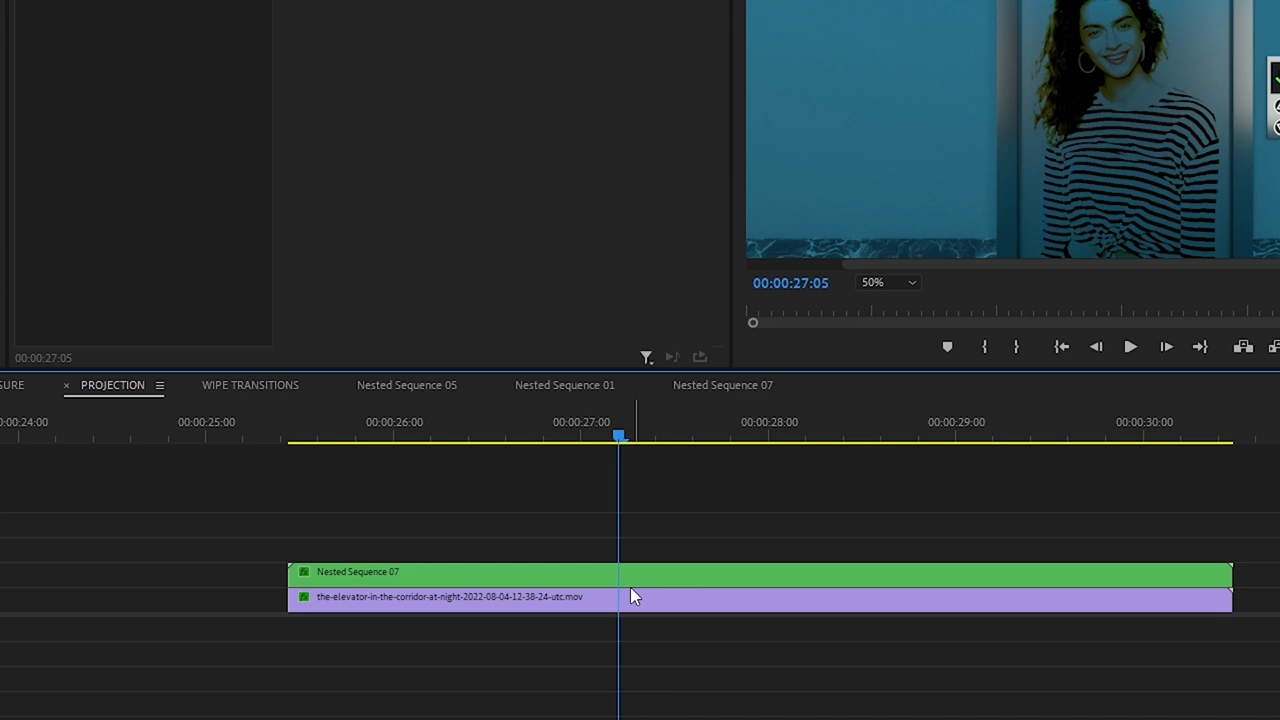 00:00:27:05
50%
00:00:27:05
SURE
× PROJECTION
WIPE TRANSITIONS
Nested Sequence 05
Nested Sequence 01
Nested Sequence 07
0:00:24:00
00:00:25:00
00:00:26:00
00:00:27:00
00:00:28:00
00:00:29:00
00:00:30:00
fx Nested Sequence 07
fx the-elevator-in-the-corridor-at-night-2022-08-04-12-38-24-utc.mov